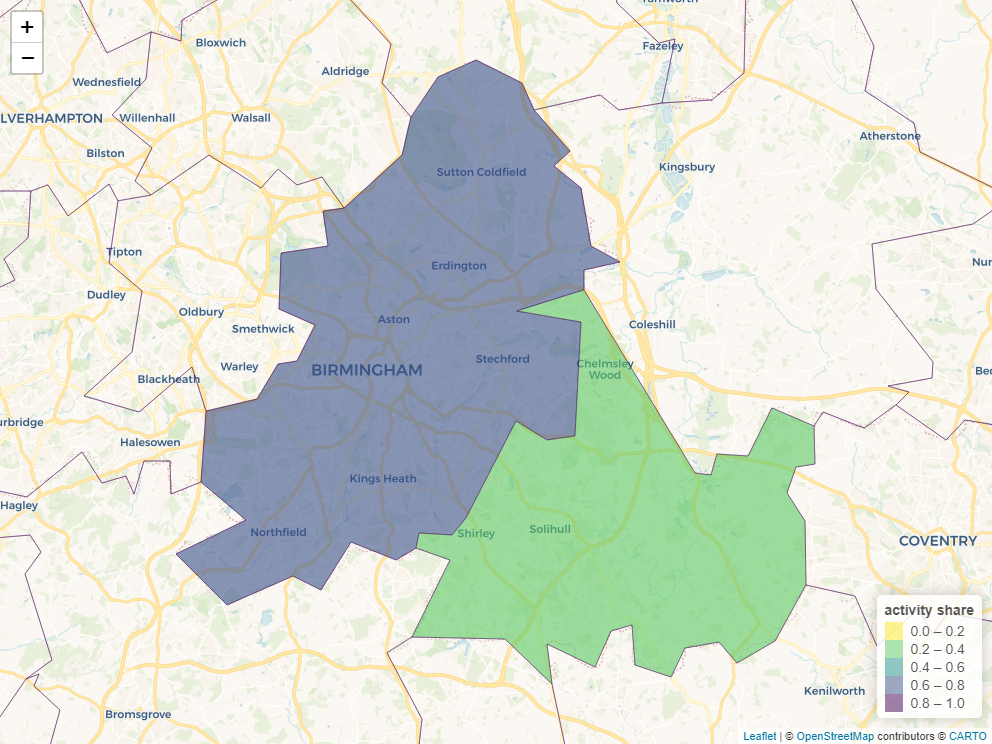 +
−
Bloxwich
Fazeley
Aldridge
Wednesfield
LVERHAMPTON
Willenhall
Walsall
Atherstone
Bilston
Kingsbury
Sutton Coldfield
Tipton
Nun
Erdington
Dudley
Oldbury
Aston
Smethwick
Coleshill
Stechford
Warley
Chelmsley
Wood
BIRMINGHAM
Blackheath
Be
urbridge
Halesowen
Kings Heath
Hagley
Northfield
Shirley
Solihull
COVENTRY
activity share
0.0 – 0.2
0.2 – 0.4
0.4 – 0.6
0.6 – 0.8
0.8 – 1.0
Kenilworth
Bromsgrove
Leaflet | © OpenStreetMap contributors © CARTO